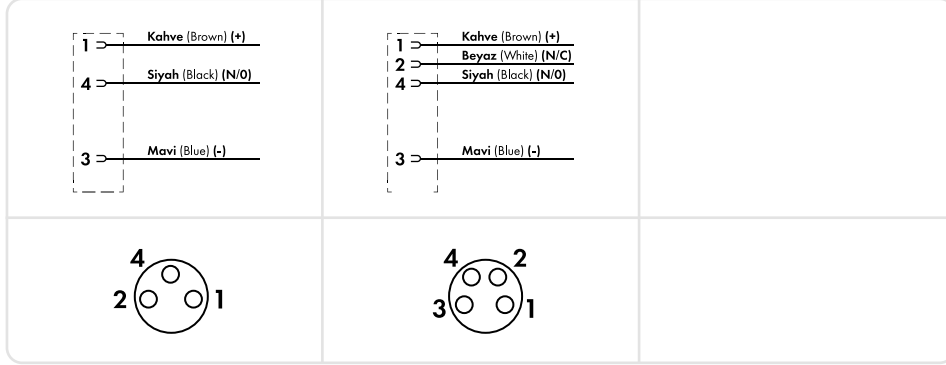 1 Kahve (Brown) (+)
4 Siyah (Black) (N/0)
3 Mavi (Blue) (-)
1 Kahve (Brown) (+)
2 Beyaz (White) (N/C)
4 Siyah (Black) (N/0)
3 Mavi (Blue) (-)
4
2 1
4 2
3 1